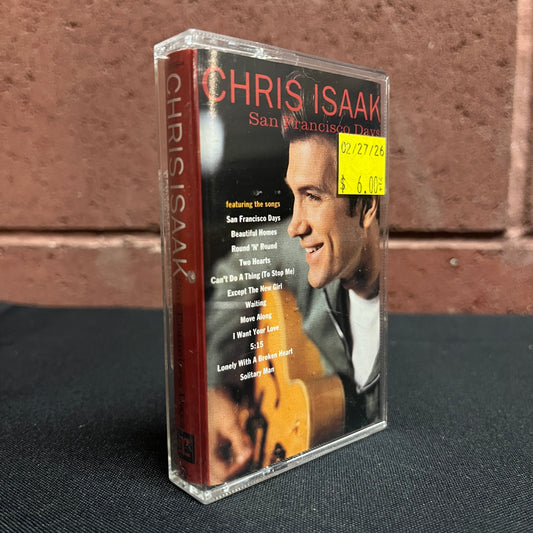 CHRIS ISAAK
San Francisco Days
02/27/26
$ 6.00
featuring the songs
San Francisco Days
Beautiful Homes
Round 'N' Round
Two Hearts
Can't Do A Thing (To Stop Me)
Except The New Girl
Waiting
Move Along
I Want Your Love
5:15
Lonely With A Broken Heart
Solitary Man
CHRIS ISAAK